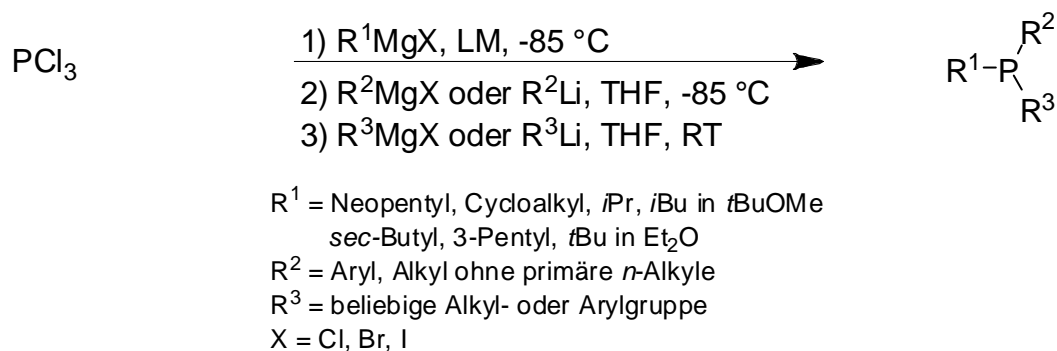 PCl₃
1) R¹MgX, LM, -85 °C
2) R²MgX oder R²Li, THF, -85 °C
3) R³MgX oder R³Li, THF, RT
R²
R¹-P
R³
R¹ = Neopentyl, Cycloalkyl, iPr, iBu in tBuOMe
sec-Butyl, 3-Pentyl, tBu in Et₂O
R² = Aryl, Alkyl ohne primäre n-Alkyle
R³ = beliebige Alkyl- oder Arylgruppe
X = Cl, Br, I